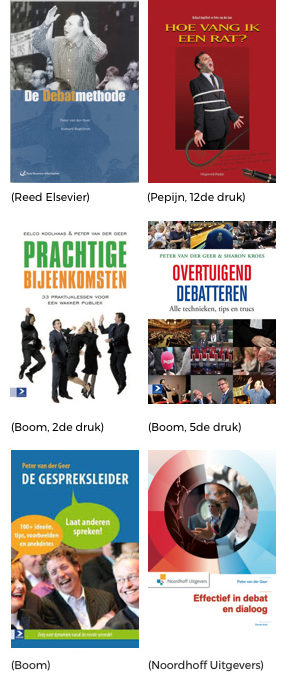 De Debatmethode
Peter van der Geer
HOE VANG IK
EEN RAT?
(Reed Elsevier)
(Pepijn, 12de druk)
EELCO KOOLHAAS & PETER VAN DER GEER
PRACHTIGE
BIJEENKOMSTEN
33 PRAKTIJKLESSEN VOOR
EEN WAKKER PUBLIEK
PETER VAN DER GEER & SHARON KROES
OVERTUIGEND
DEBATTEREN
Alle technieken, tips en trucs
(Boom, 2de druk)
(Boom, 5de druk)
Peter van der Geer
DE GESPREKSLEIDER
100+ ideeën,
tips, voorbeelden
en anekdotes
Laat anderen
spreken!
Noordhoff Uitgevers
Peter van der Geer
Effectief in debat
en dialoog
(Boom)
(Noordhoff Uitgevers)